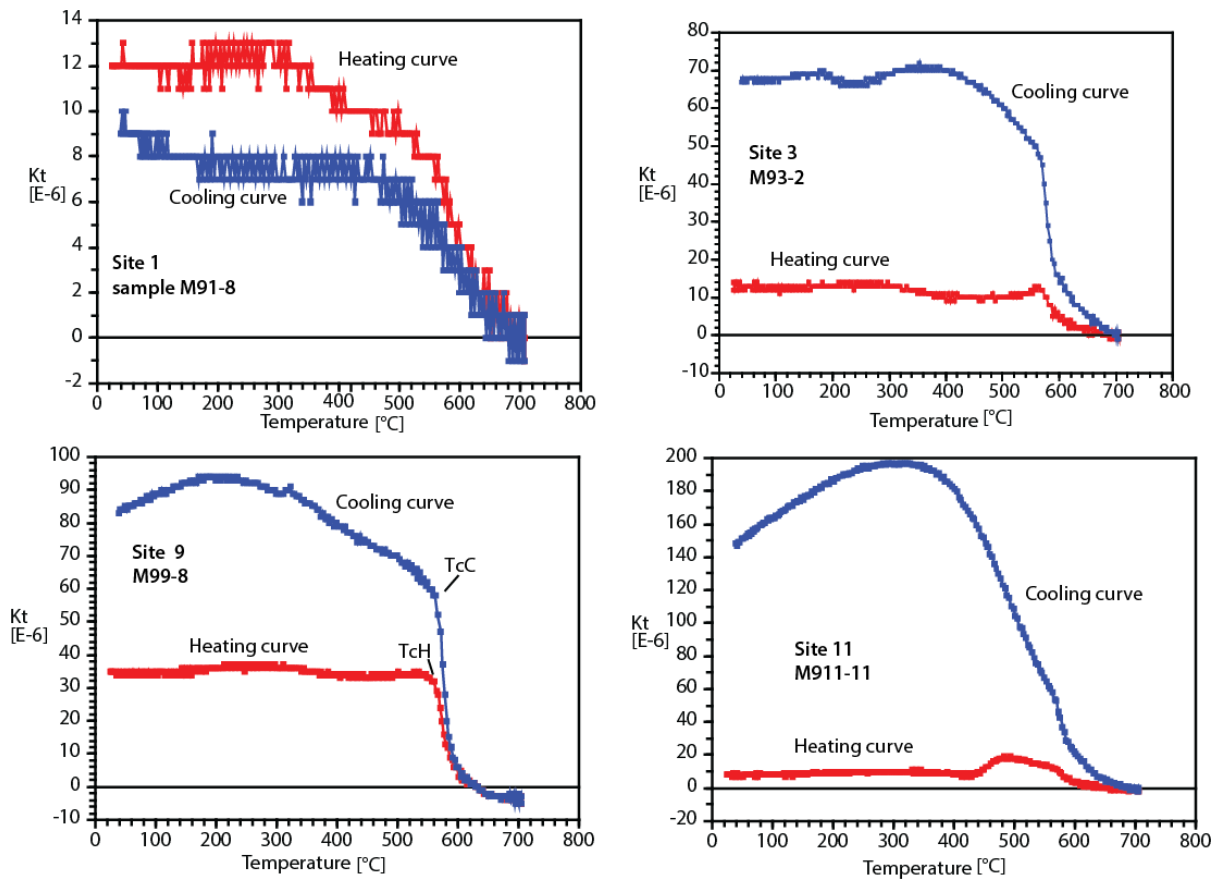 14
12
10
8
6
4
2
0
-2
Kt
[E-6]
Heating curve
Cooling curve
Site 1
sample M91-8
0 100 200 300 400 500 600 700 800
Temperature [°C]
80
70
60
50
40
30
20
10
0
-10
Kt
[E-6]
Cooling curve
Site 3
M93-2
Heating curve
0 100 200 300 400 500 600 700 800
Temperature [°C]
100
90
80
70
60
50
40
30
20
10
0
-10
Kt
[E-6]
Cooling curve
Site 9
M99-8
TcC
Heating curve
TcH
0 100 200 300 400 500 600 700 800
Temperature [°C]
200
180
160
140
120
100
80
60
40
20
0
-20
Kt
[E-6]
Cooling curve
Site 11
M911-11
Heating curve
0 100 200 300 400 500 600 700 800
Temperature [°C]